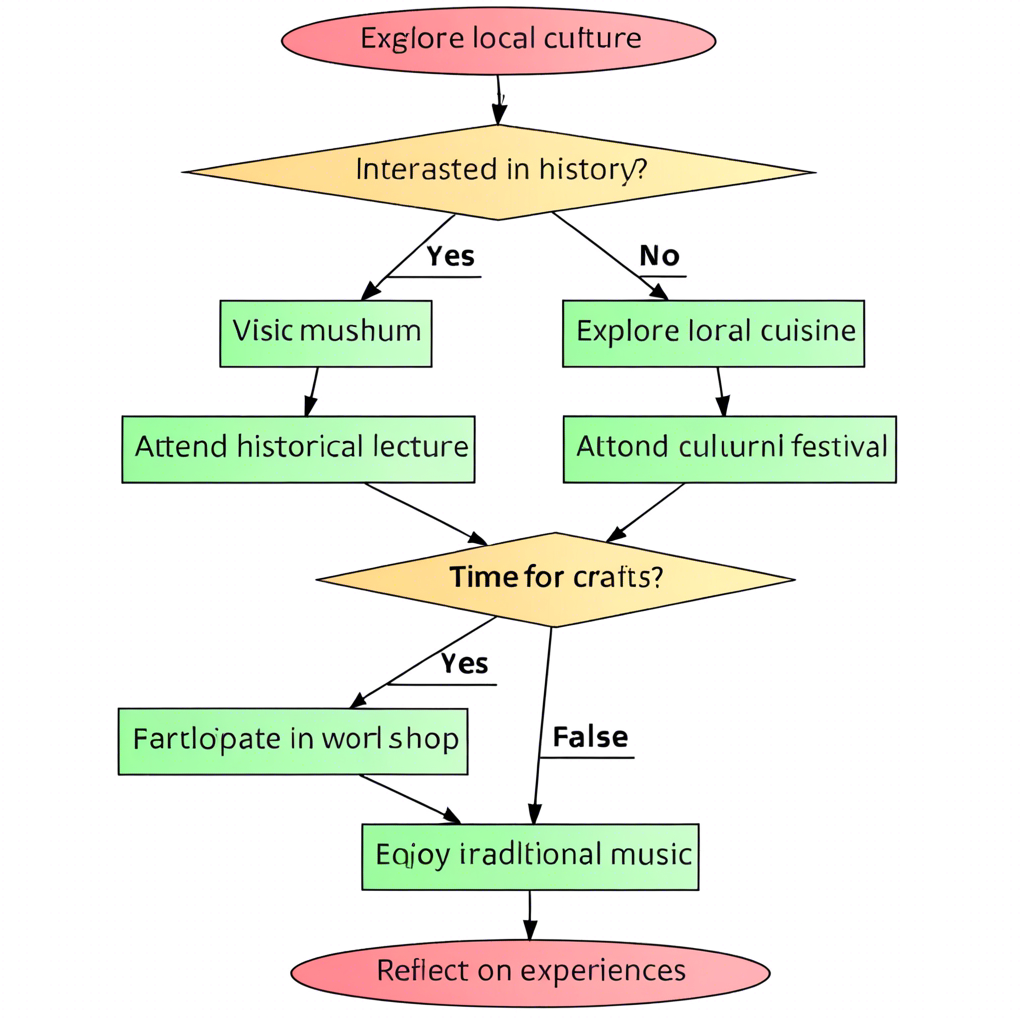 Exglore local culture
Interasted in history?
Yes
No
Visic mushum
Explore loral cuisine
Attend historical lecture
Attond culurni festival
Time for crafts?
Yes
Fartlopate in worl shop
False
Eqjoy iradltional music
Reflect on experiences